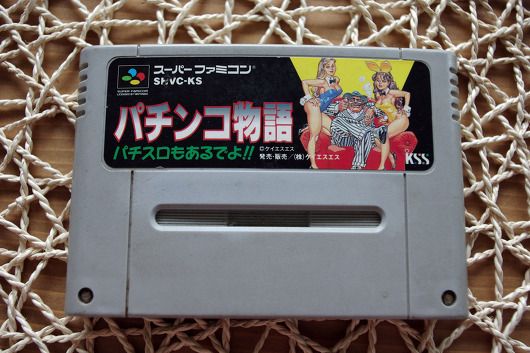 スーパーファミコン®
SHVC-KS
SUPER FAMICOM
パチンコ物語
パチスロもあるでよ!!
©ケイエスエス
発売・販売/(株)ケイエスエス
KSS